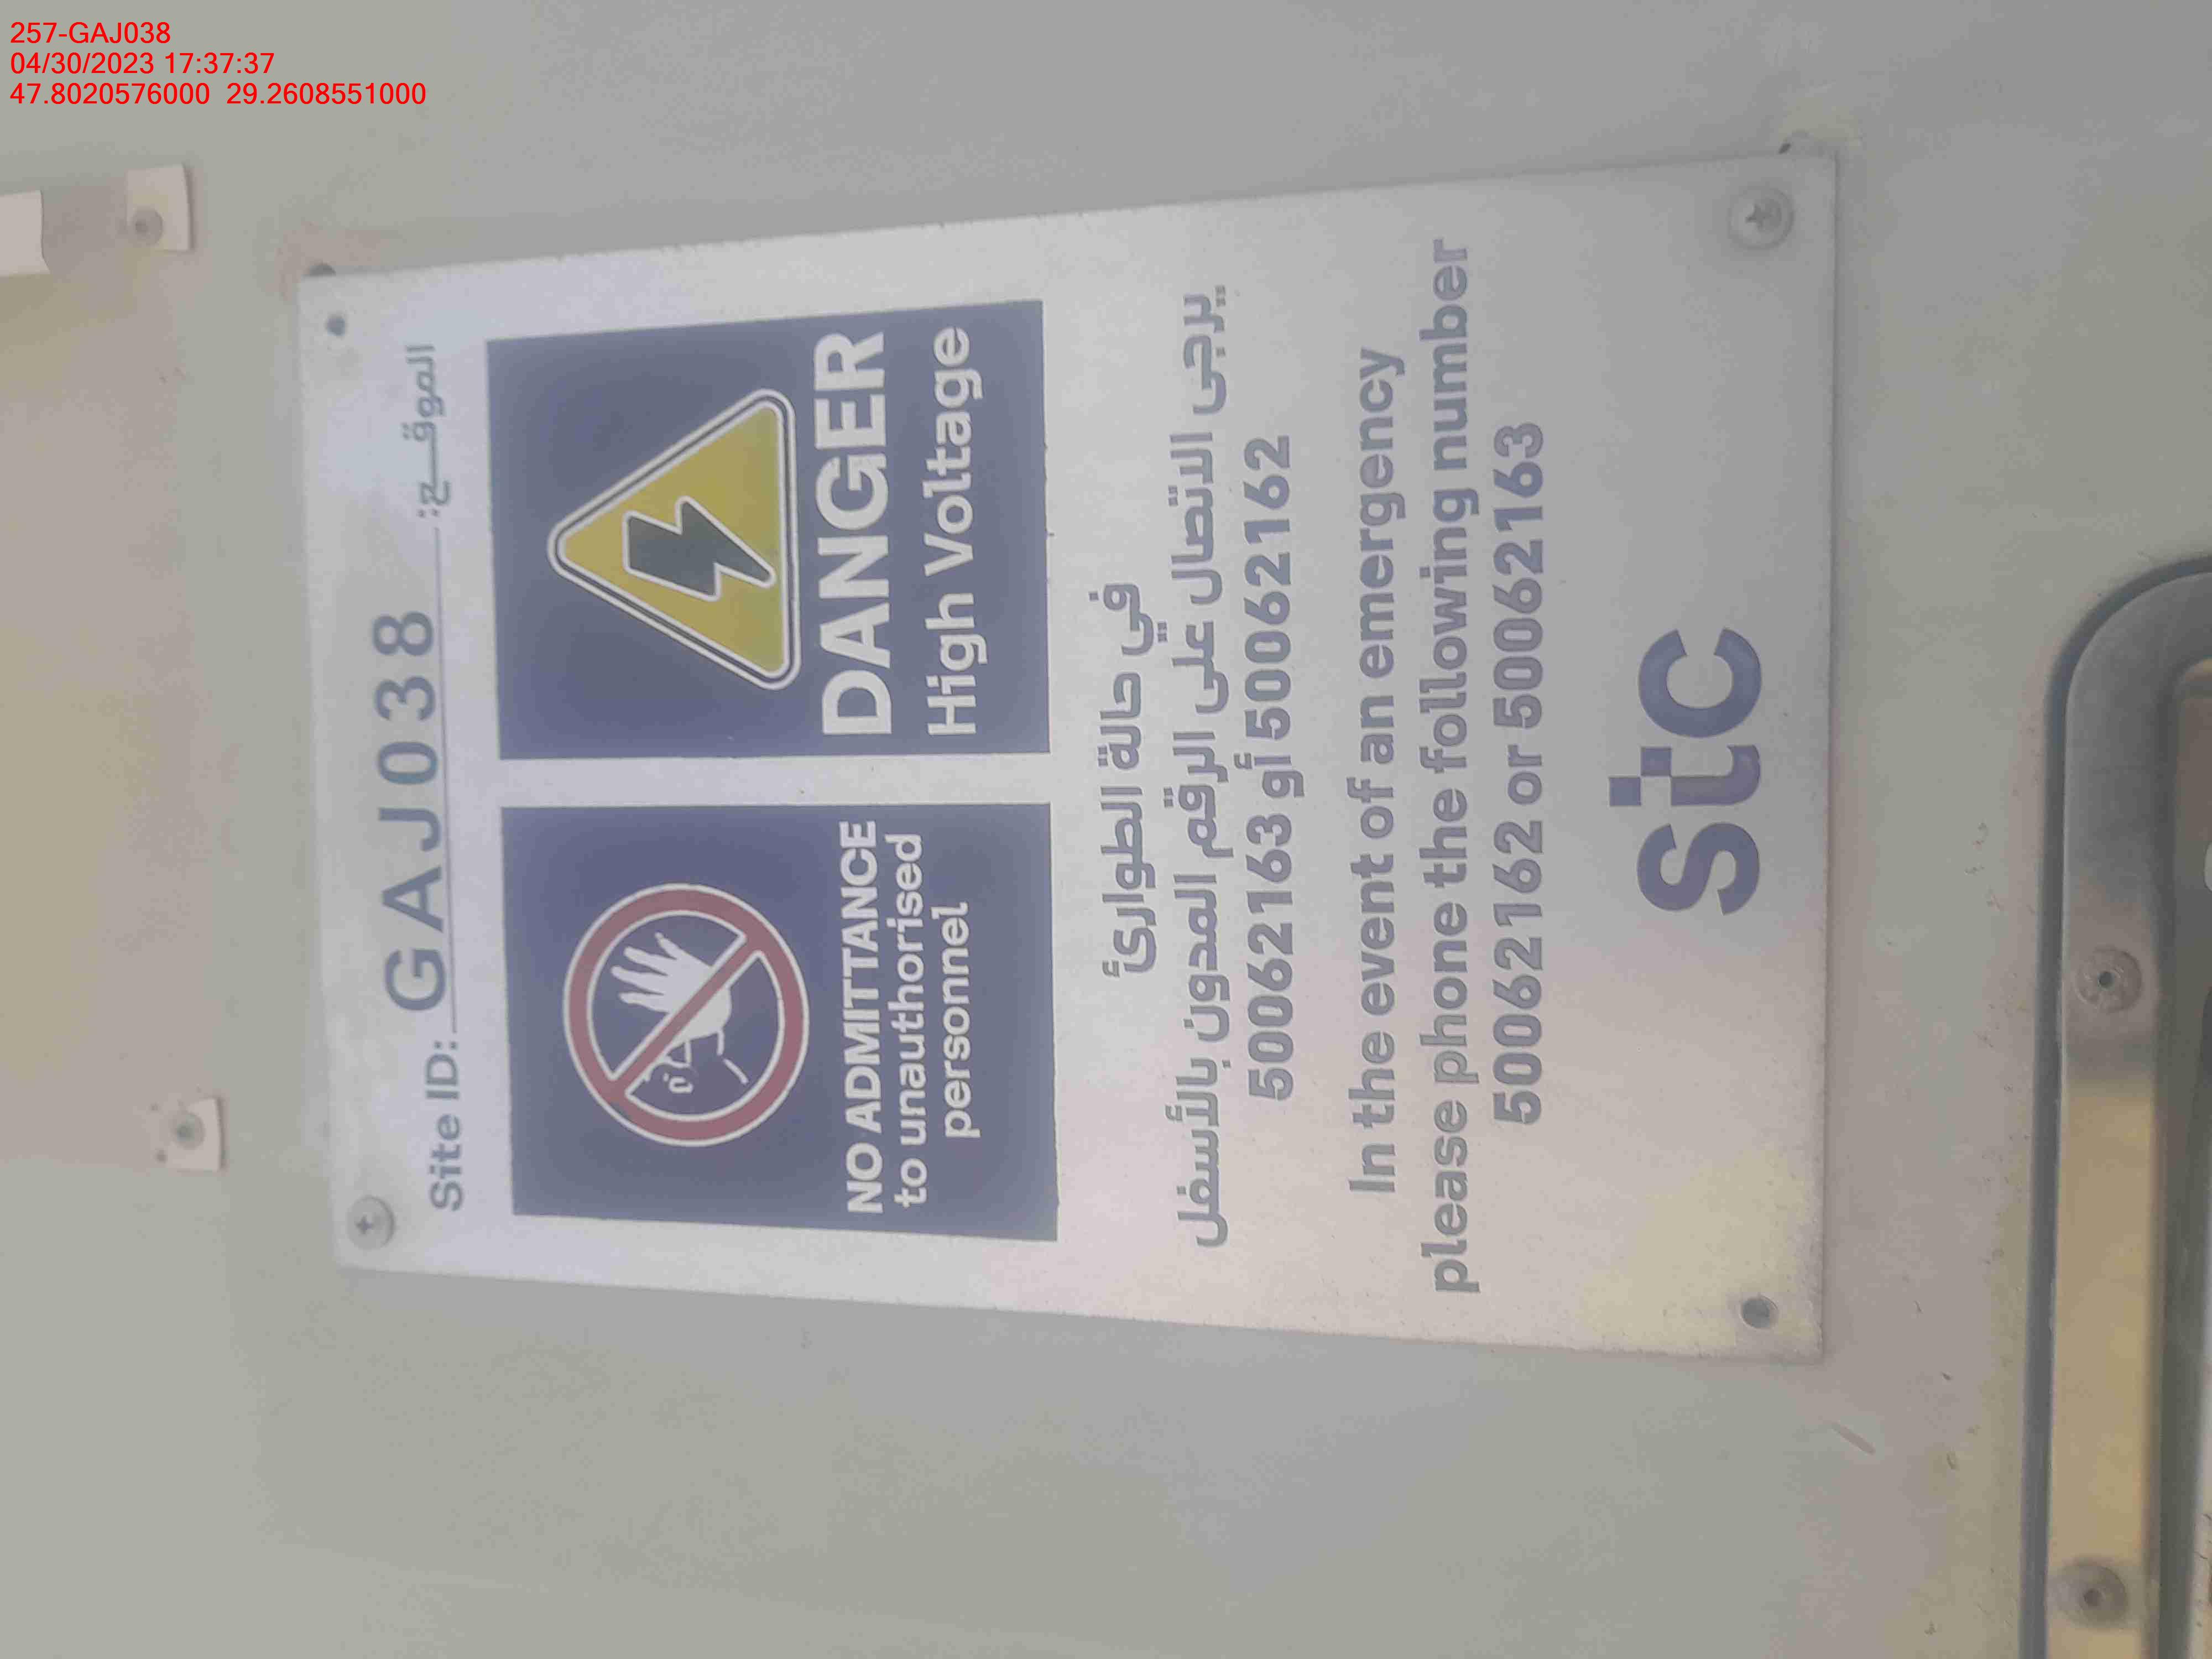 257-GAJ038
04/30/2023 17:37:37
47.8020576000 29.2608551000
Site ID: GAJ038 الموقـــع:
NO ADMITTANCE
to unauthorised
personnel
DANGER
High Voltage
في حالة الطوارئ
يرجى الاتصال على الرقم المدون بالأسفل
50062163 أو 50062162
In the event of an emergency
please phone the following number
50062162 or 50062163
stc